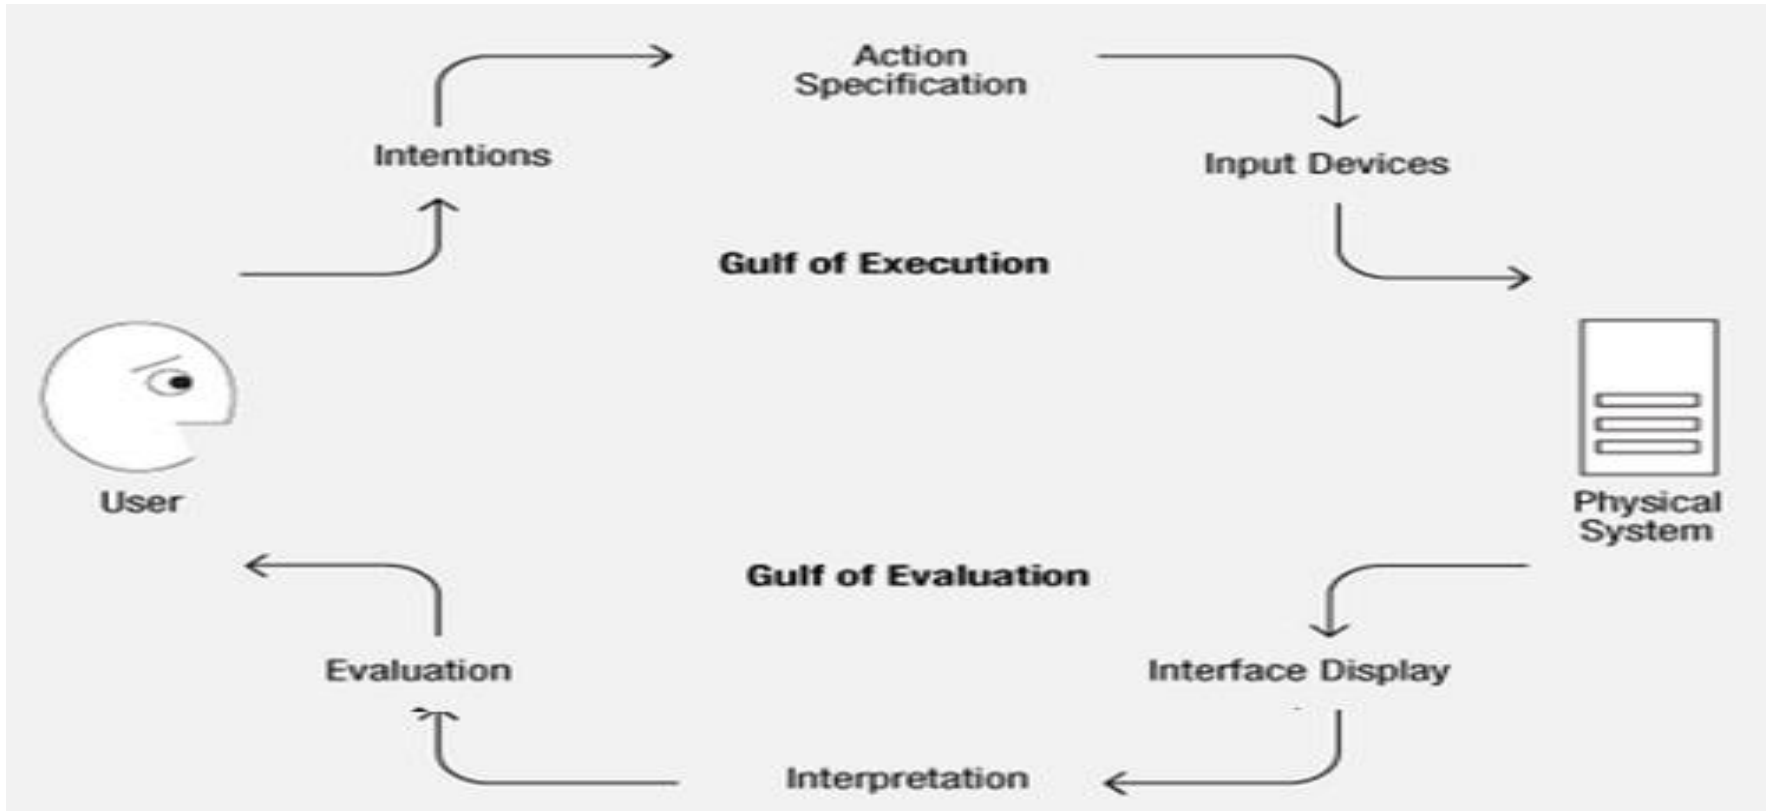 Action
Specification
Intentions
Input Devices
Gulf of Execution
User
Physical
System
Gulf of Evaluation
Evaluation
Interface Display
Interpretation